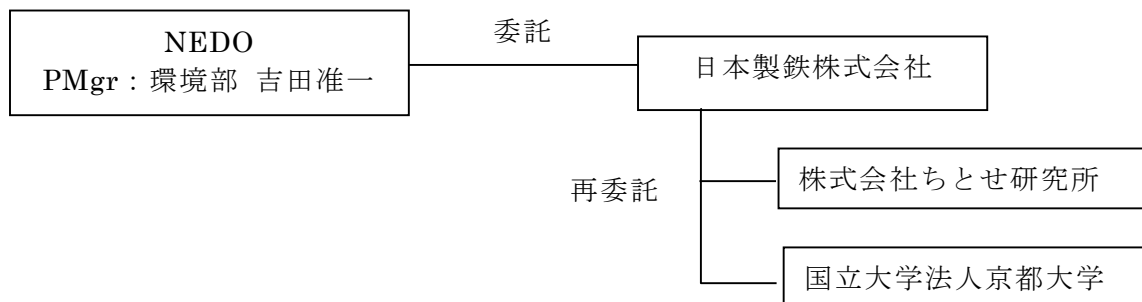 NEDO
PMgr：環境部 吉田准一
委託
日本製鉄株式会社
再委託
株式会社ちとせ研究所
国立大学法人京都大学